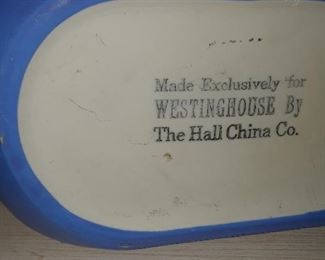 Made Exclusively for
WESTINGHOUSE By
The Hall China Co.